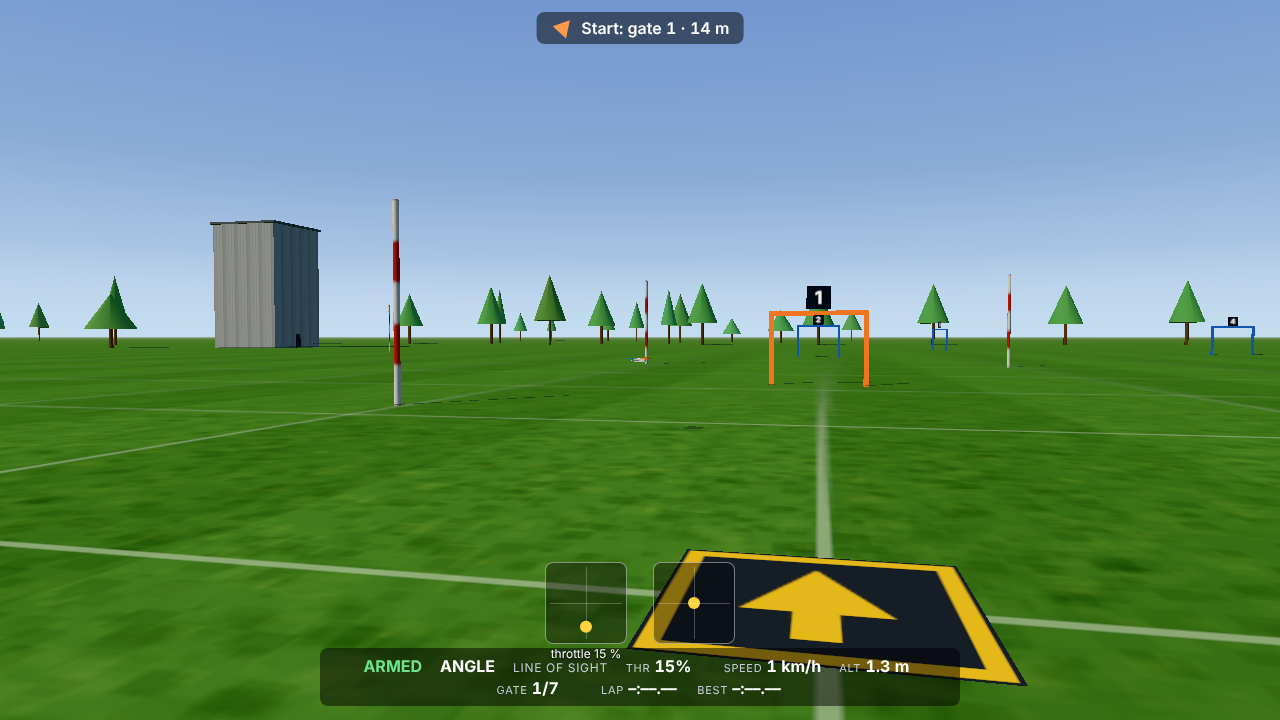 Start: gate 1 · 14 m
1
2
4
throttle 15 %
ARMED ANGLE LINE OF SIGHT THR 15% SPEED 1 km/h ALT 1.3 m
GATE 1/7 LAP –:––.–– BEST –:––.––